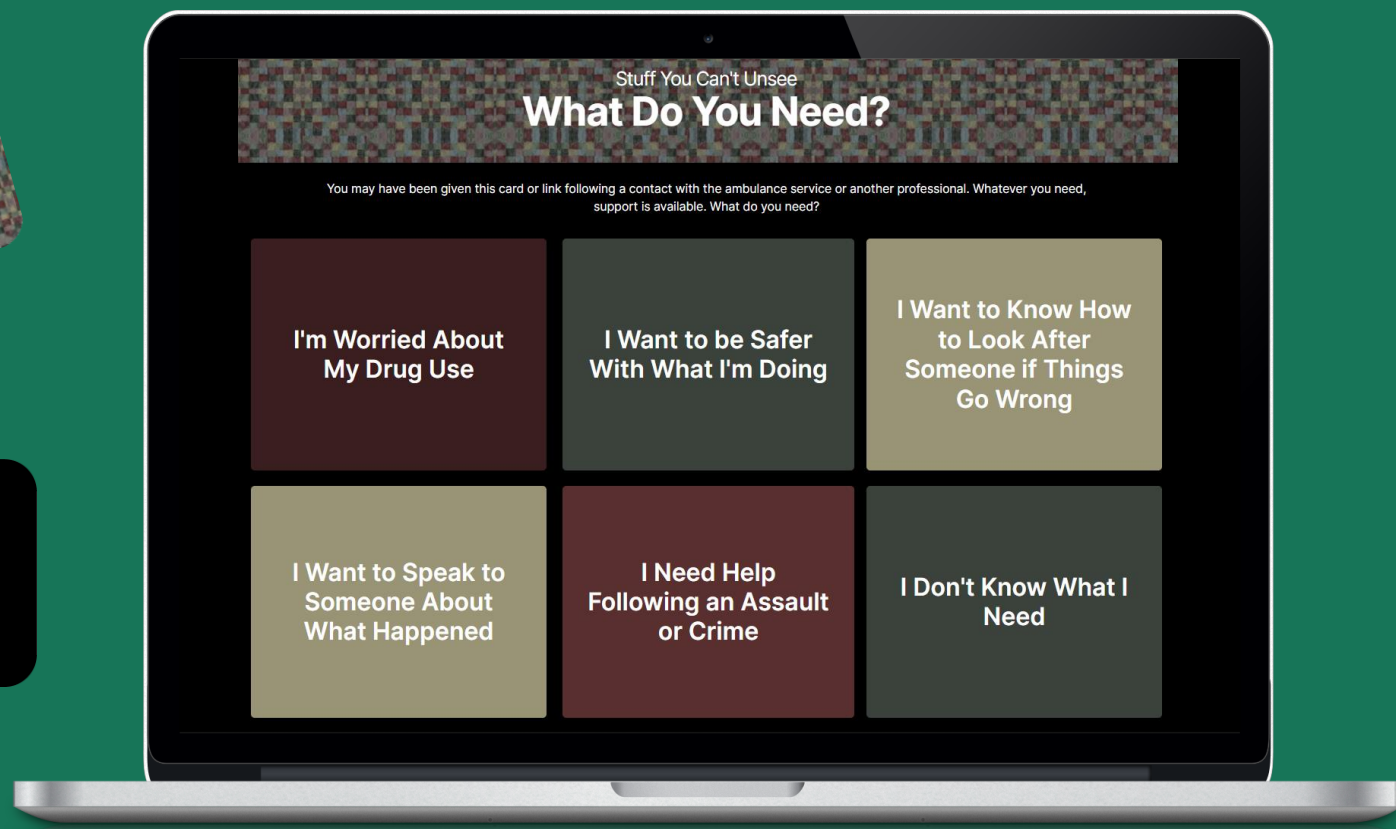 Stuff You Can't Unsee
What Do You Need?
You may have been given this card or link following a contact with the ambulance service or another professional. Whatever you need,
support is available. What do you need?
I'm Worried About
My Drug Use
I Want to be Safer
With What I'm Doing
I Want to Know How
to Look After
Someone if Things
Go Wrong
I Want to Speak to
Someone About
What Happened
I Need Help
Following an Assault
or Crime
I Don't Know What I
Need